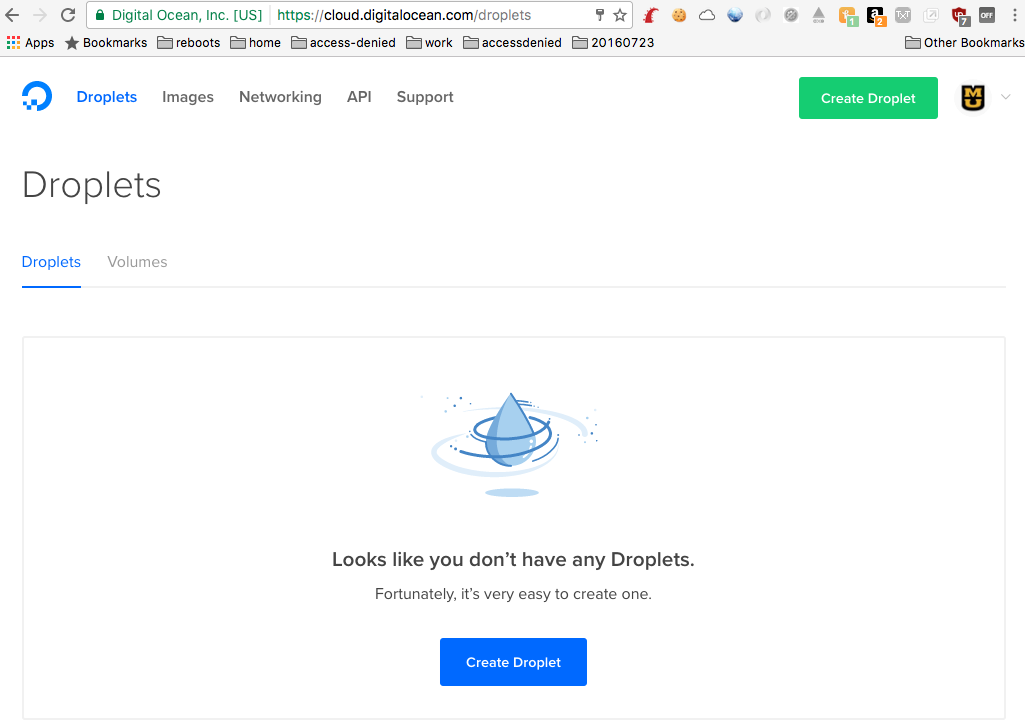 Digital Ocean, Inc. [US] https://cloud.digitalocean.com/droplets
Apps Bookmarks reboots home access-denied work accessdenied 20160723 Other Bookmarks
Droplets Images Networking API Support Create Droplet
Droplets
Droplets Volumes
Looks like you don’t have any Droplets.
Fortunately, it’s very easy to create one.
Create Droplet